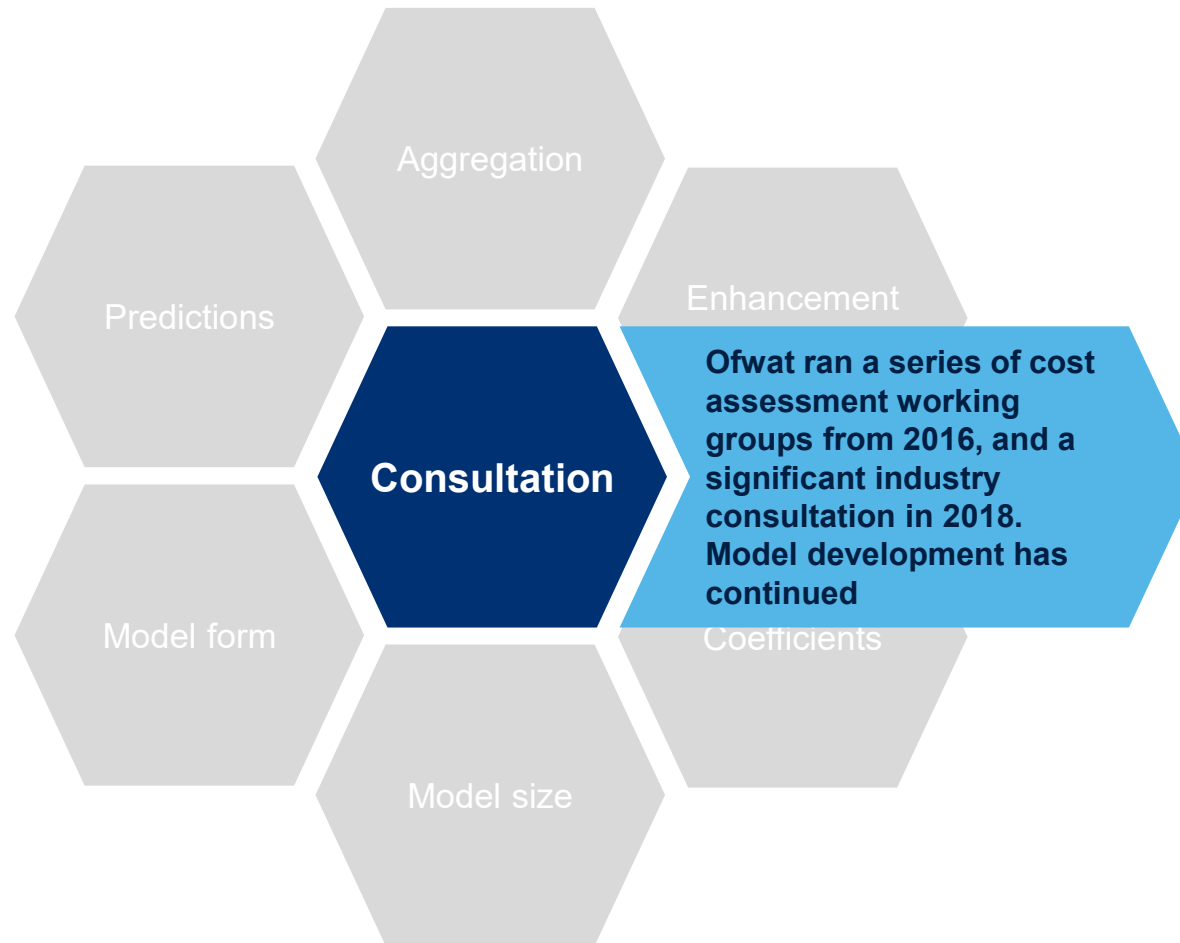 Aggregation
Predictions
Enhancement
Consultation
Ofwat ran a series of cost
assessment working
groups from 2016, and a
significant industry
consultation in 2018.
Model development has
continued
Model form
Coefficients
Model size